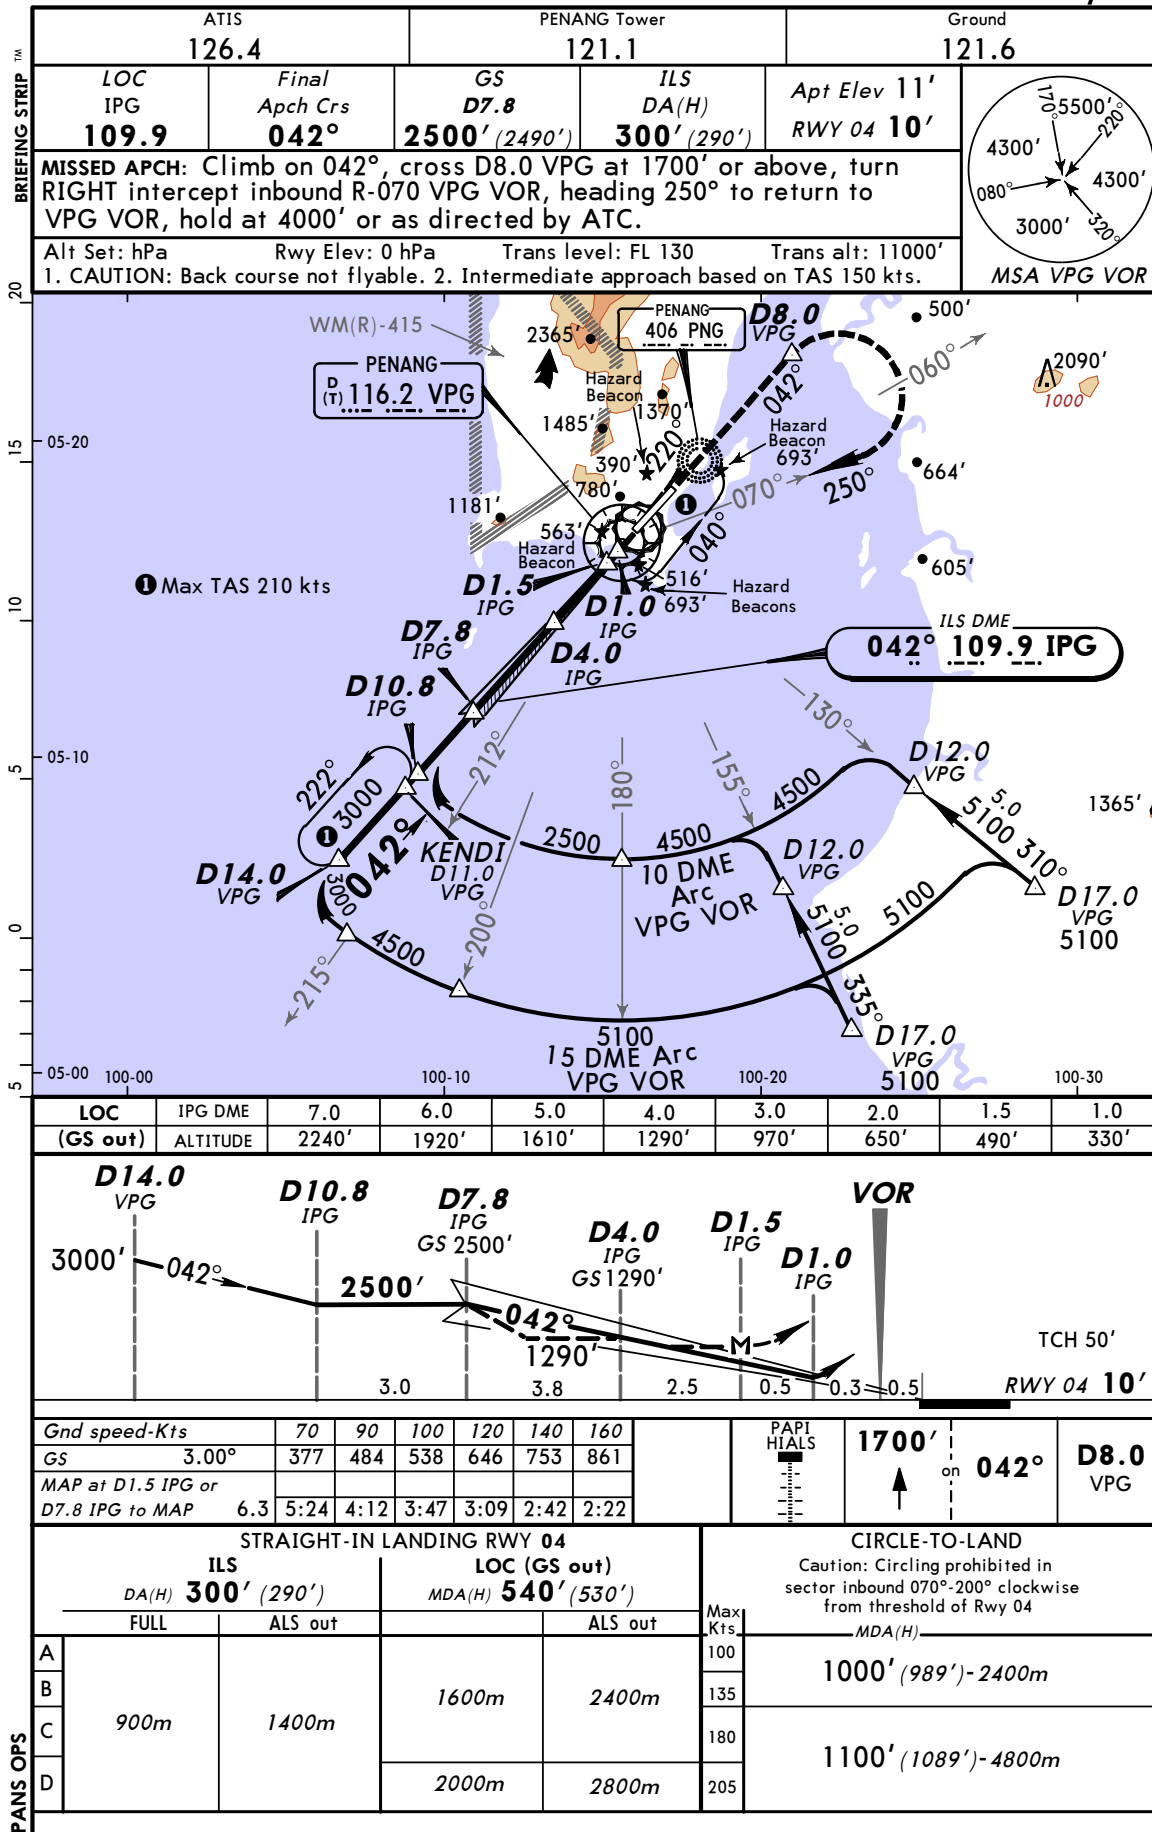 ATIS
126.4
PENANG Tower
121.1
Ground
121.6
BRIEFING STRIP TM
LOC
IPG
109.9
Final
Apch Crs
042°
GS
D7.8
2500' (2490')
ILS
DA(H)
300' (290')
Apt Elev 11'
RWY 04 10'
MISSED APCH: Climb on 042°, cross D8.0 VPG at 1700' or above, turn
RIGHT intercept inbound R-070 VPG VOR, heading 250° to return to
VPG VOR, hold at 4000' or as directed by ATC.
Alt Set: hPa Rwy Elev: 0 hPa Trans level: FL 130 Trans alt: 11000'
1. CAUTION: Back course not flyable. 2. Intermediate approach based on TAS 150 kts.
170°
5500'
220°
4300'
080°
4300'
3000'
320°
MSA VPG VOR
20
15
10
5
0
5
WM(R)-415
2365'
PENANG
406 PNG
D8.0
VPG
500'
060°
2090'
1000
PENANG
D
(T) 116.2 VPG
Hazard
Beacon
1370'
042°
1485'
220°
Hazard
Beacon
693'
05-20
390'
780'
070°
250°
664'
1181'
563'
Hazard
Beacon
1
040°
605'
1 Max TAS 210 kts
D1.5
IPG
D1.0
IPG
516'
693'
Hazard
Beacons
D7.8
IPG
D4.0
IPG
ILS DME
042° 109.9 IPG
D10.8
IPG
212°
130°
05-10
222°
180°
155°
D12.0
VPG
1 3000
042°
2500
4500
4500
5.0
5100 310°
1365'
KENDI
D11.0
VPG
10 DME
Arc
VPG VOR
D12.0
VPG
D14.0
VPG
3000
200°
5.0
5100
5100
D17.0
VPG
5100
4500
215°
335°
5100
15 DME Arc
VPG VOR
D17.0
VPG
5100
05-00
100-00
100-10
100-20
100-30
LOC IPG DME 7.0 6.0 5.0 4.0 3.0 2.0 1.5 1.0
(GS out) ALTITUDE 2240' 1920' 1610' 1290' 970' 650' 490' 330'
D14.0
VPG
D10.8
IPG
D7.8
IPG
GS 2500'
D4.0
IPG
GS 1290'
D1.5
IPG
D1.0
IPG
VOR
3000'
042°
2500'
042°
1290'
M
TCH 50'
3.0 3.8 2.5 0.5 0.3 0.5
RWY 04 10'
Gnd speed-Kts 70 90 100 120 140 160
GS 3.00° 377 484 538 646 753 861
MAP at D1.5 IPG or
D7.8 IPG to MAP 6.3 5:24 4:12 3:47 3:09 2:42 2:22
PAPI
HIALS
1700'
on 042°
D8.0
VPG
STRAIGHT-IN LANDING RWY 04
ILS
DA(H) 300' (290')
LOC (GS out)
MDA(H) 540' (530')
FULL ALS out ALS out
CIRCLE-TO-LAND
Caution: Circling prohibited in
sector inbound 070°-200° clockwise
from threshold of Rwy 04
Max
Kts
MDA(H)
A
B
C
D
900m
1400m
1600m
2400m
2000m
2800m
100
135
180
205
1000' (989')-2400m
1100' (1089')-4800m
PANS OPS